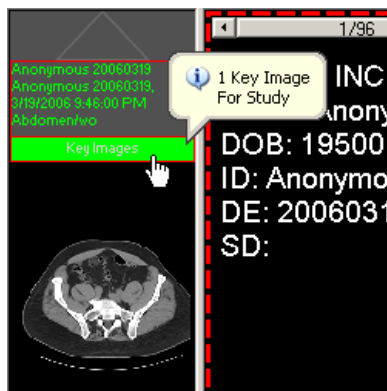 Anonymous 20060319
Anonymous 20060319,
3/19/2006 9:46:00 PM
Abdomen/wo
Key Images
1 Key Image
For Study
1/96
INC
nony
DOB: 19500
ID: Anonymo
DE: 2006031
SD: